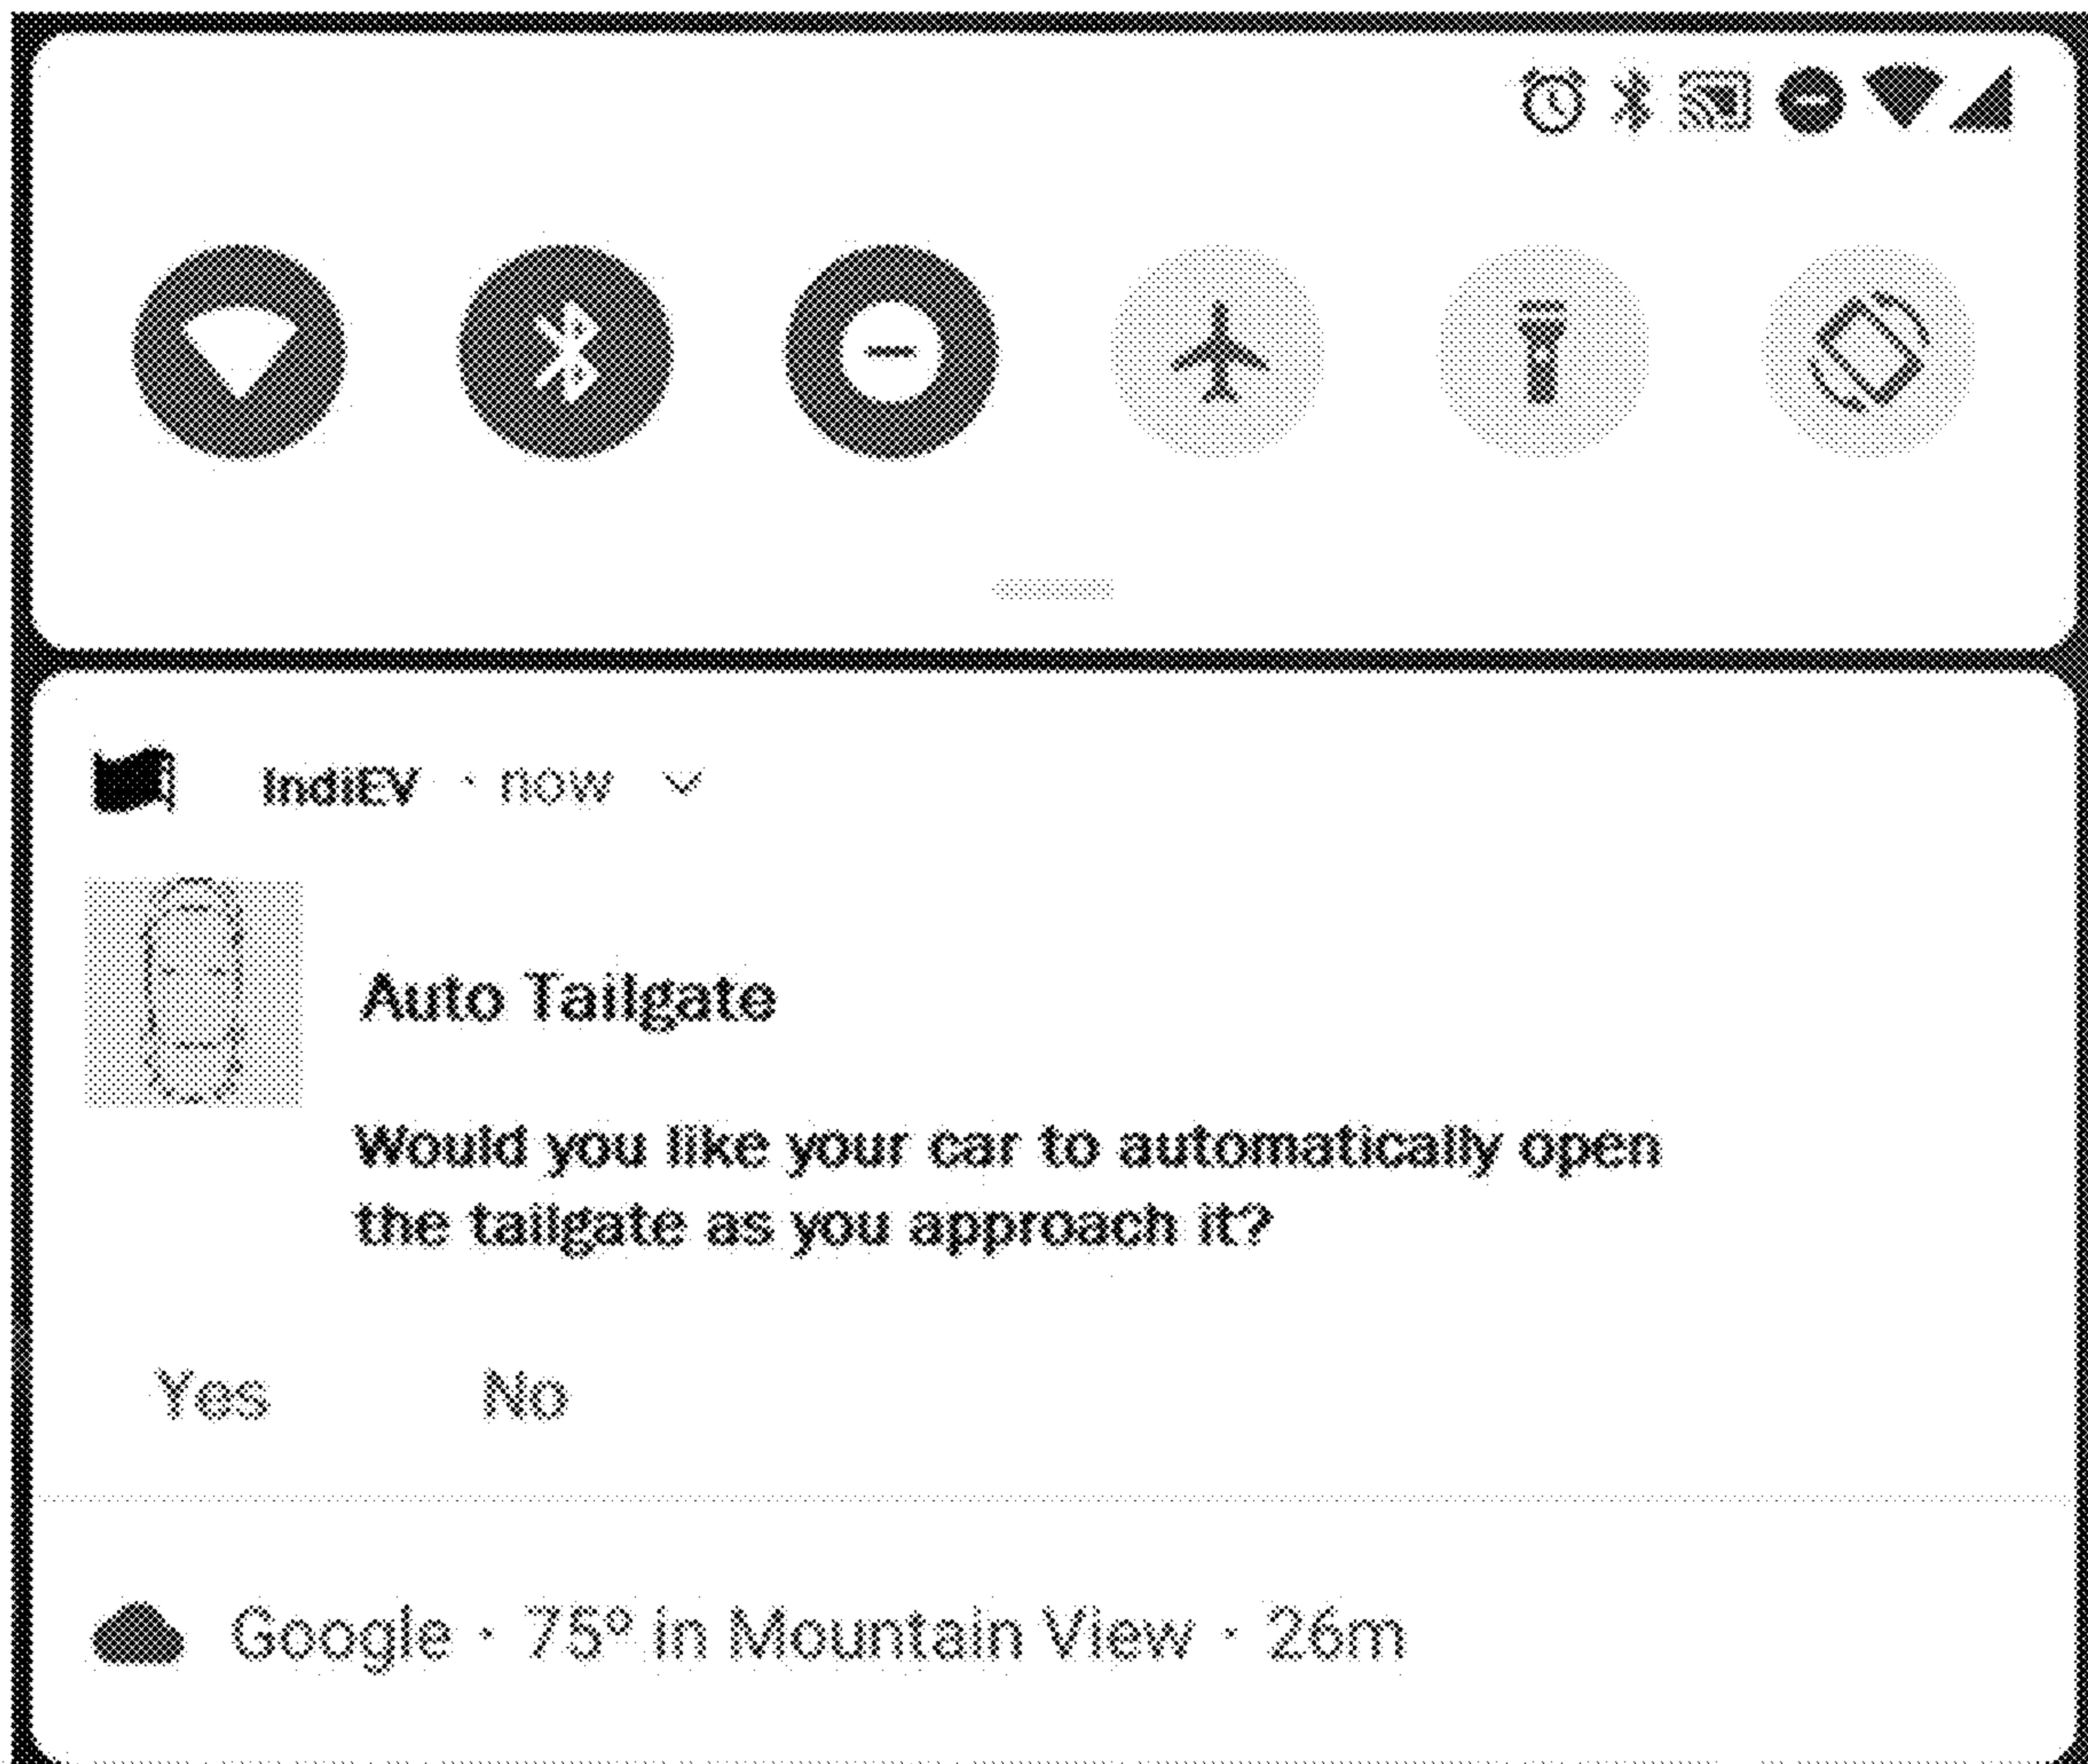 IndiEV · now
Auto Tailgate
Would you like your car to automatically open
the tailgate as you approach it?
Yes No
Google · 75° in Mountain View · 26m